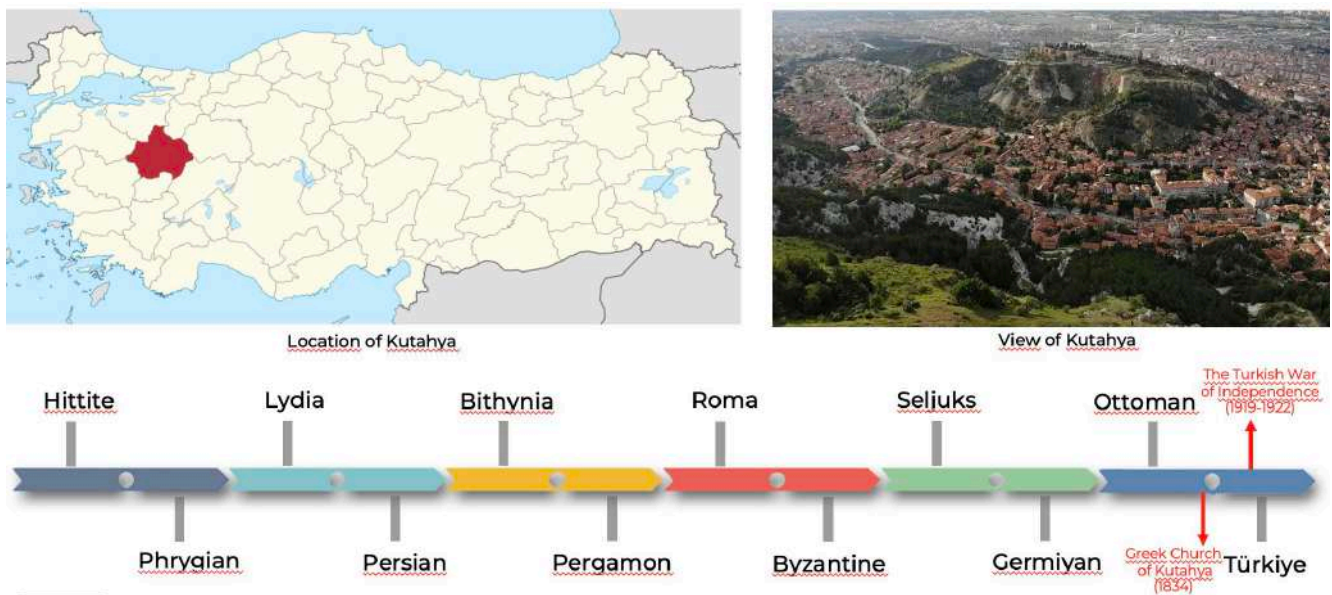 Location of Kutahya
View of Kutahya
Hittite
Lydia
Bithynia
Roma
Seljuks
Ottoman
The Turkish War
of Independence
(1919-1922)
Phrygian
Persian
Pergamon
Byzantine
Germiyan
Greek Church
of Kutahya
(1834)
Türkiye